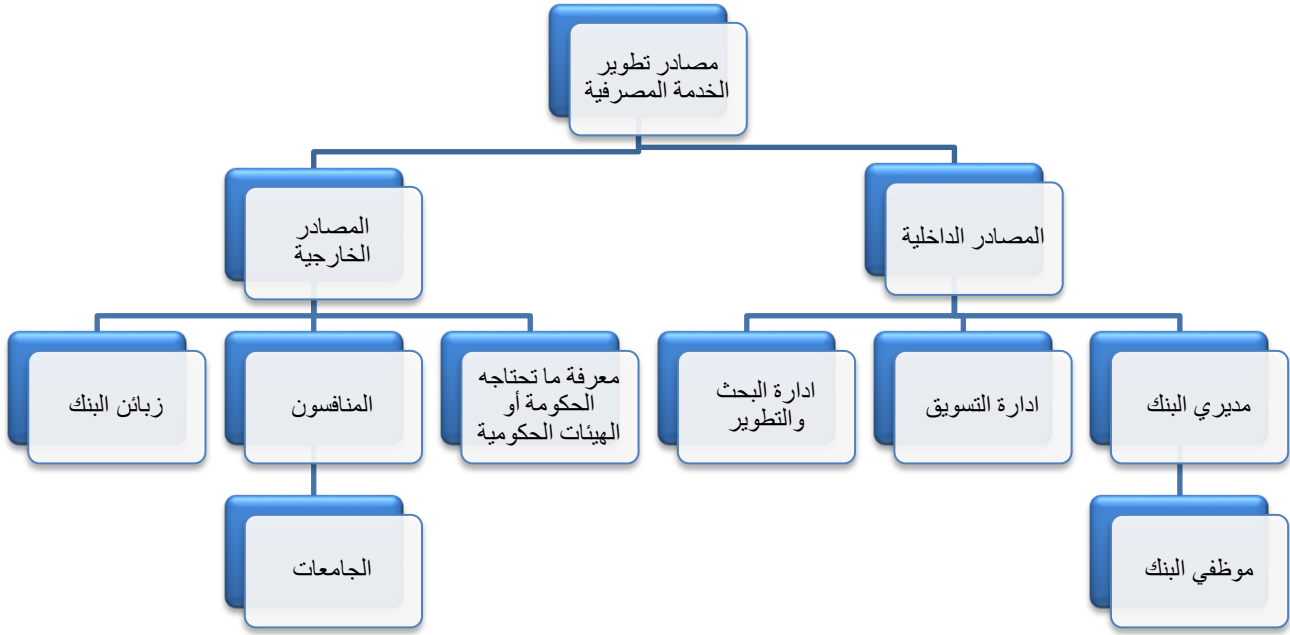 مصادر تطوير
الخدمة المصرفية
المصادر الداخلية
المصادر
الخارجية
مديري البنك
ادارة التسويق
ادارة البحث
والتطوير
معرفة ما تحتاجه
الحكومة أو
الهيئات الحكومية
المنافسون
زبائن البنك
موظفي البنك
الجامعات